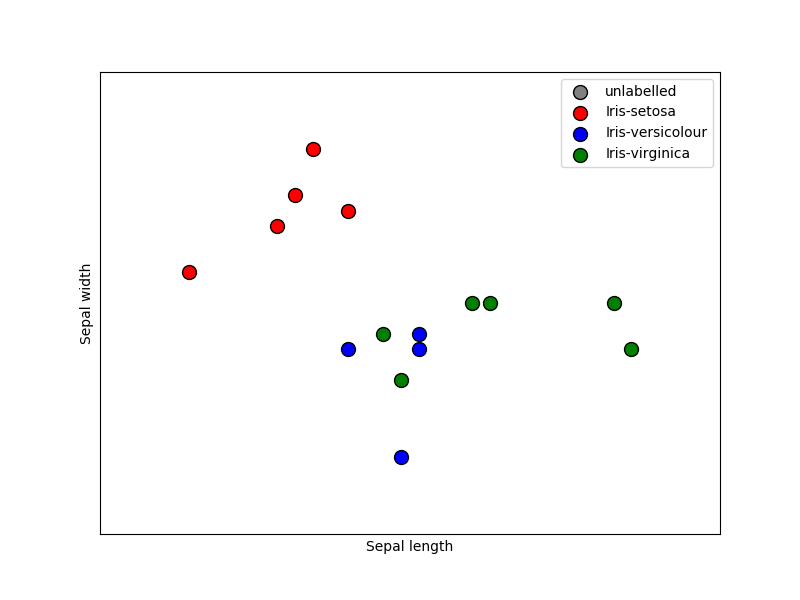 unlabelled
Iris-setosa
Iris-versicolour
Iris-virginica
Sepal width
Sepal length